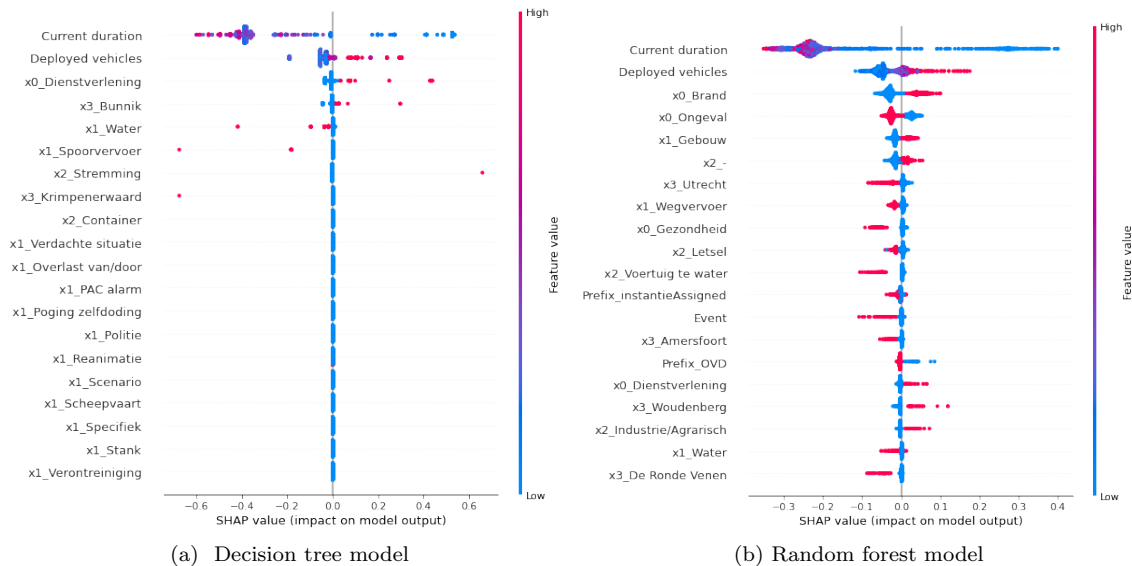 Current duration
Deployed vehicles
x0_Dienstverlening
x3_Bunnik
x1_Water
x1_Spoorvervoer
x2_Stremming
x3_Krimpenerwaard
x2_Container
x1_Verdachte situatie
x1_Overlast van/door
x1_PAC alarm
x1_Poging zelfdoding
x1_Politie
x1_Reanimatie
x1_Scenario
x1_Scheepvaart
x1_Specifiek
x1_Stank
x1_Verontreiniging
−0.6 −0.4 −0.2 0.0 0.2 0.4 0.6
SHAP value (impact on model output)
High
Feature value
Low
(a) Decision tree model
Current duration
Deployed vehicles
x0_Brand
x0_Ongeval
x1_Gebouw
x2_-
x3_Utrecht
x1_Wegvervoer
x0_Gezondheid
x2_Letsel
x2_Voertuig te water
Prefix_instantieAssigned
Event
x3_Amersfoort
Prefix_OVD
x0_Dienstverlening
x3_Woudenberg
x2_Industrie/Agrarisch
x1_Water
x3_De Ronde Venen
−0.3 −0.2 −0.1 0.0 0.1 0.2 0.3 0.4
SHAP value (impact on model output)
High
Feature value
Low
(b) Random forest model